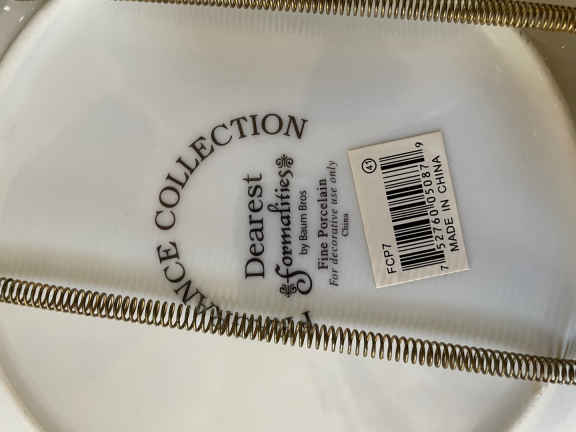 COLLECTION
Dearest
Formalities
by Baum Bros
Fine Porcelain
For decorative use only
China
41
FCP7
7 52760 05087 9
MADE IN CHINA